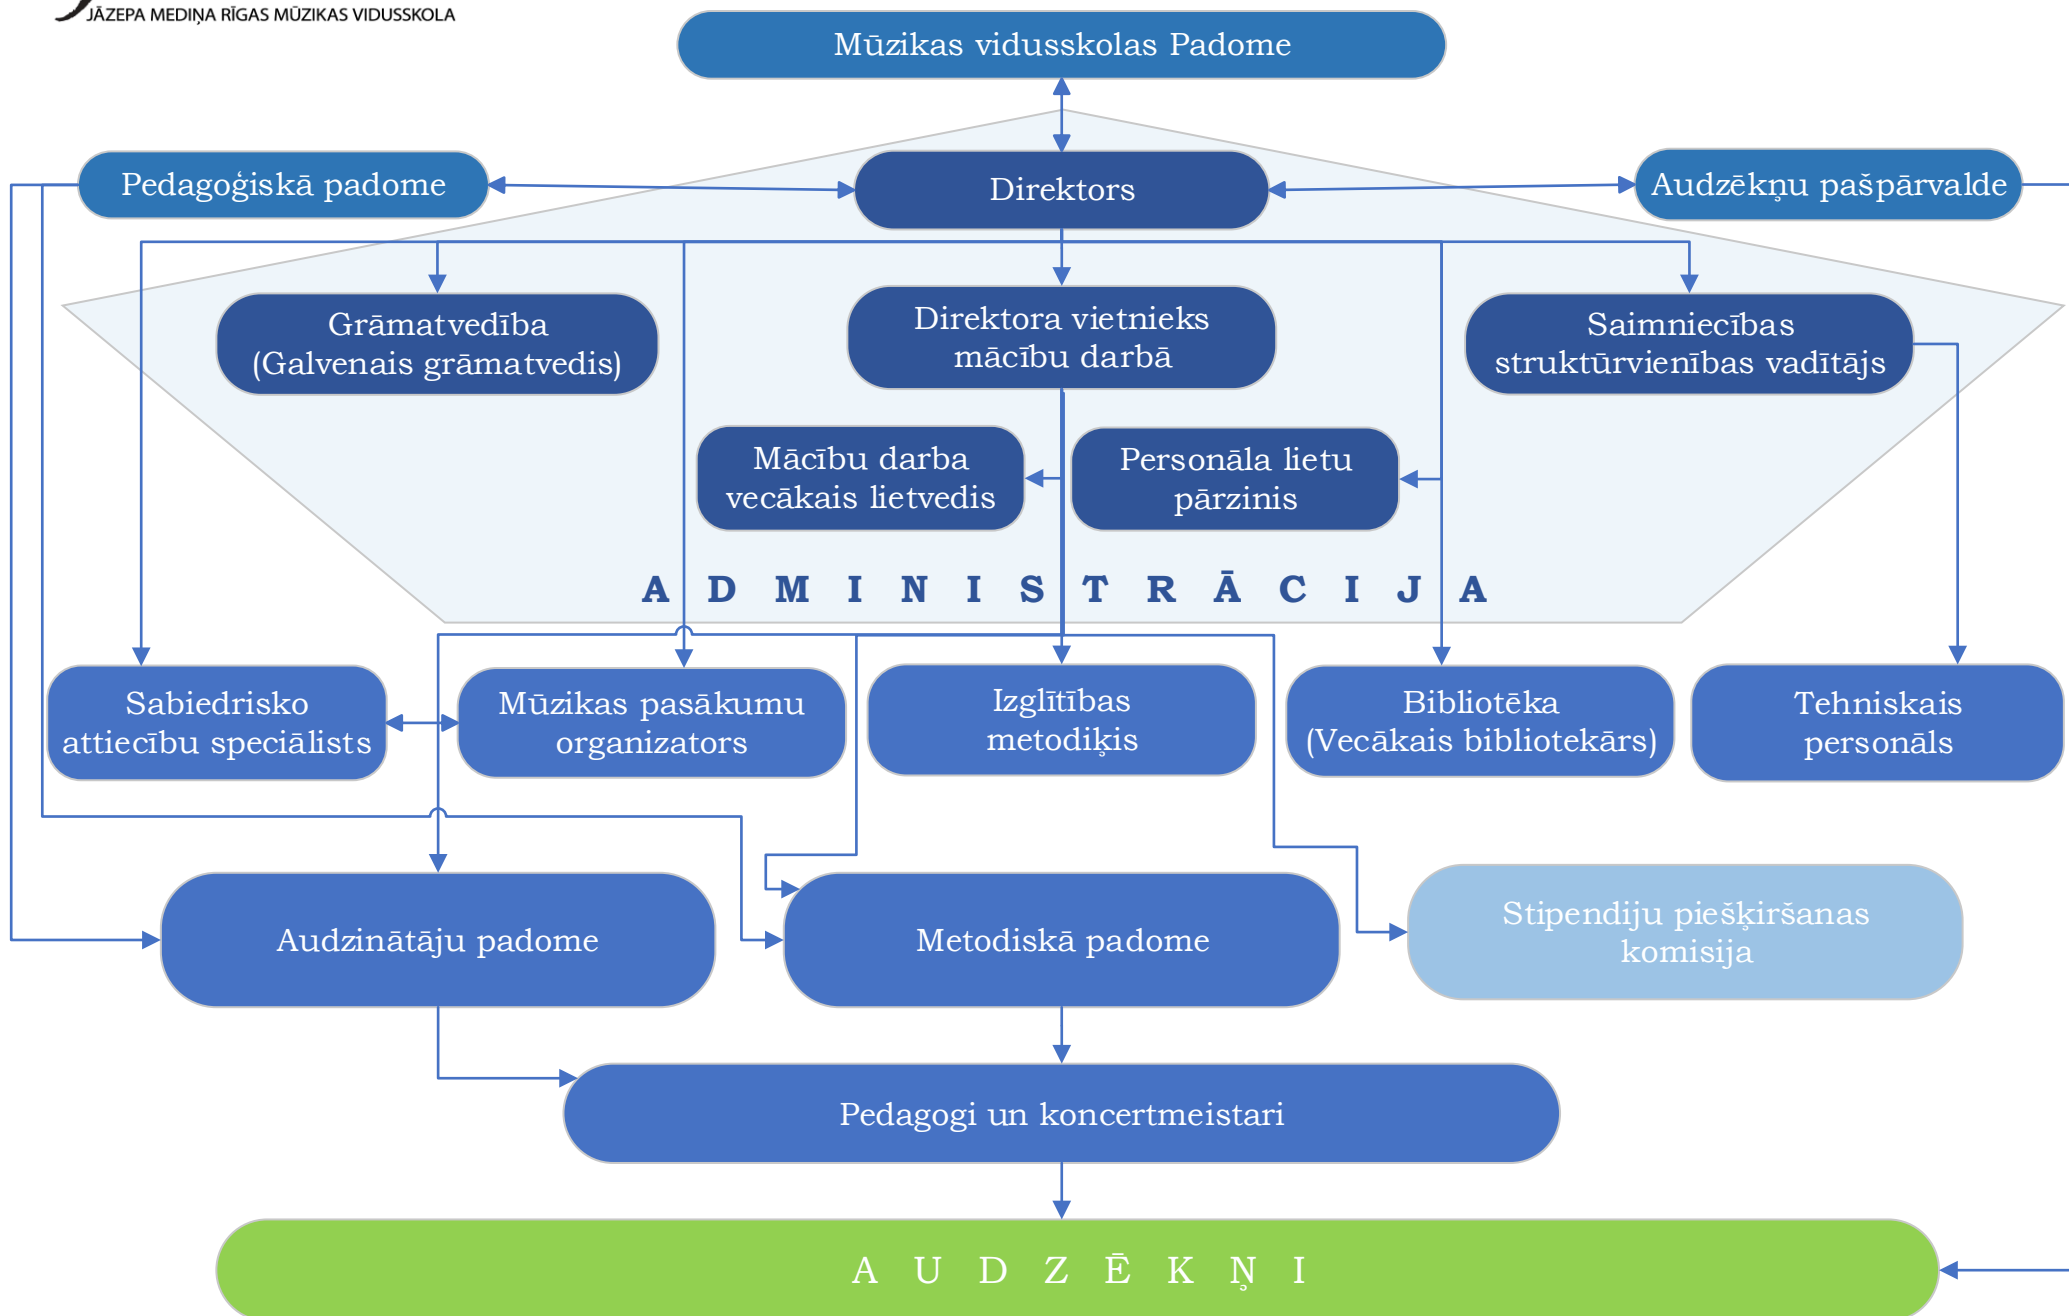 JĀZEPA MEDIŅA RĪGAS MŪZIKAS VIDUSSKOLA
Mūzikas vidusskolas Padome
Pedagoģiskā padome
Direktors
Audzēkņu pašpārvalde
Grāmatvedība
(Galvenais grāmatvedis)
Direktora vietnieks
mācību darbā
Saimniecības
struktūrvienības vadītājs
Mācību darba
vecākais lietvedis
Personāla lietu
pārzinis
A D M I N I S T R Ā C I J A
Sabiedrisko
attiecību speciālists
Mūzikas pasākumu
organizators
Izglītības
metodiķis
Bibliotēka
(Vecākais bibliotekārs)
Tehniskais
personāls
Audzinātāju padome
Metodiskā padome
Stipendiju piešķiršanas
komisija
Pedagogi un koncertmeistari
A U D Z Ē K Ņ I